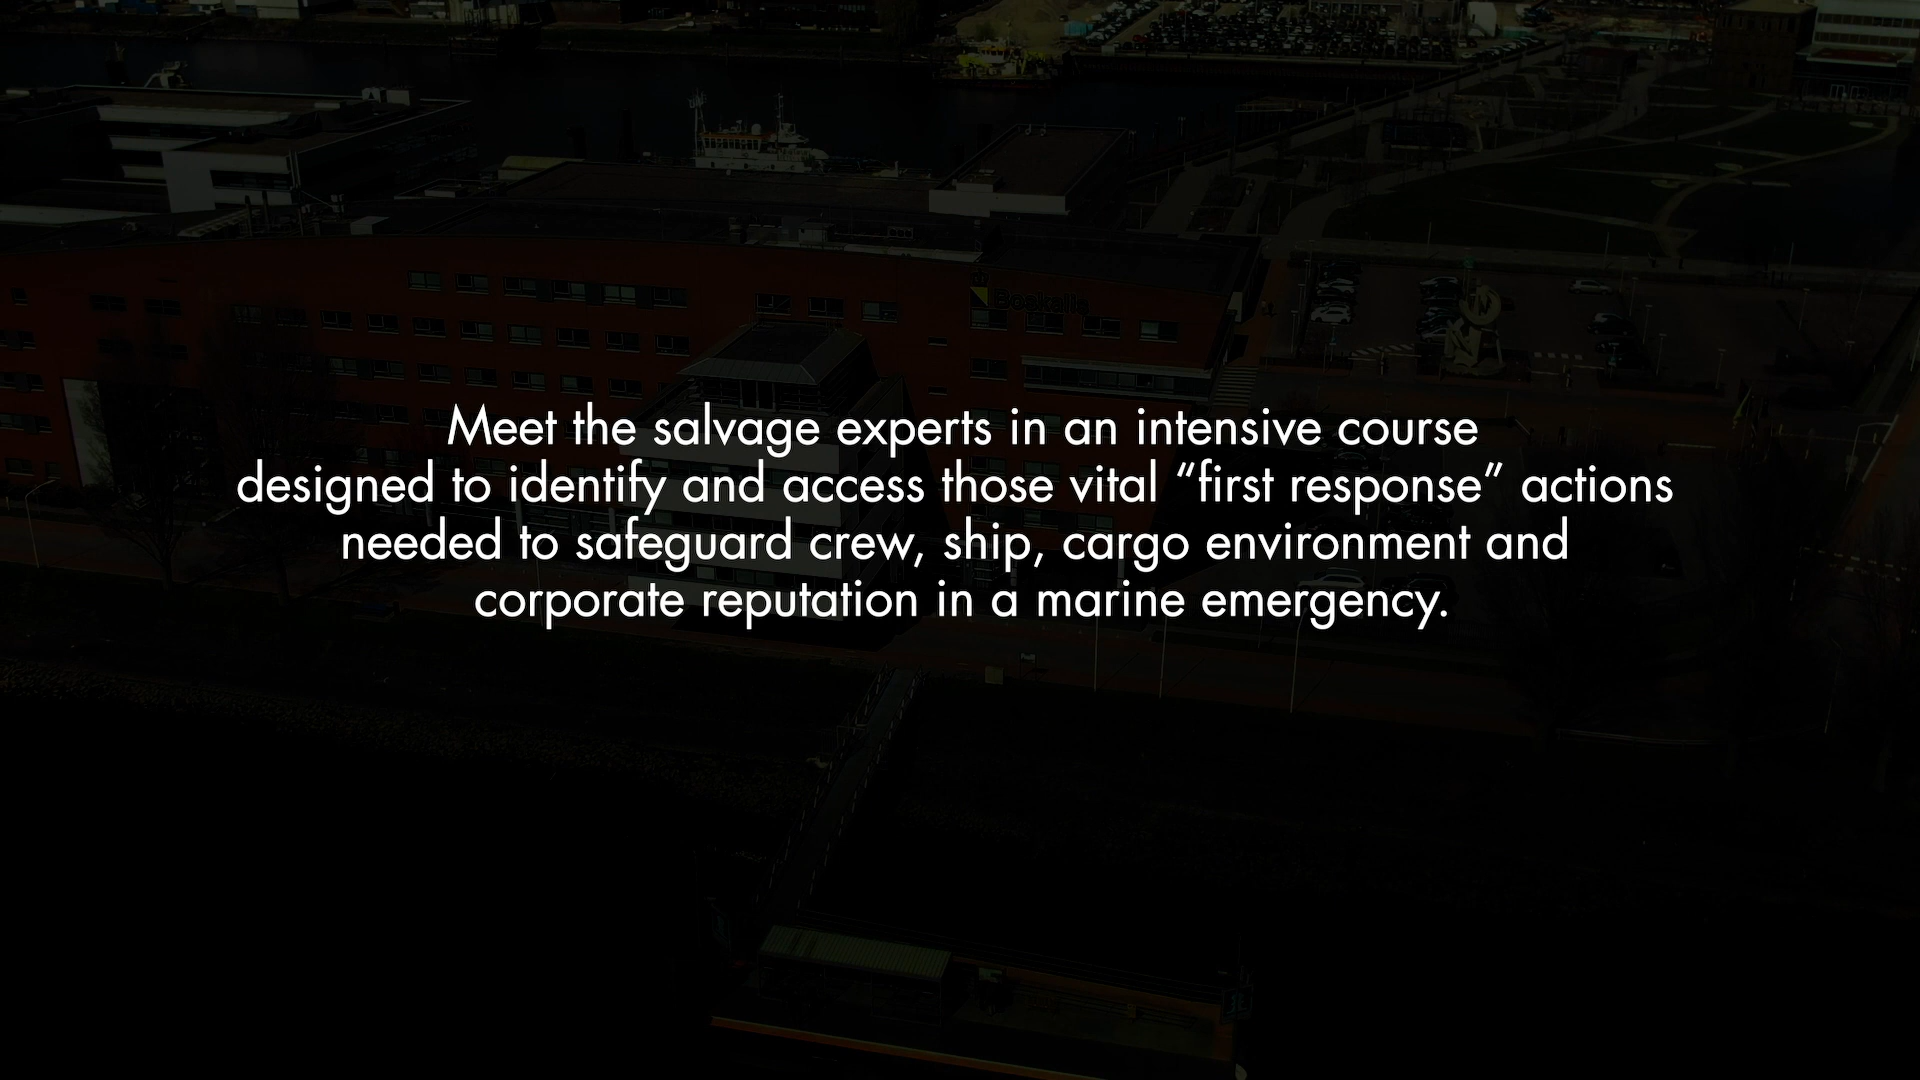 Boskalis
Meet the salvage experts in an intensive course
designed to identify and access those vital “first response” actions
needed to safeguard crew, ship, cargo environment and
corporate reputation in a marine emergency.